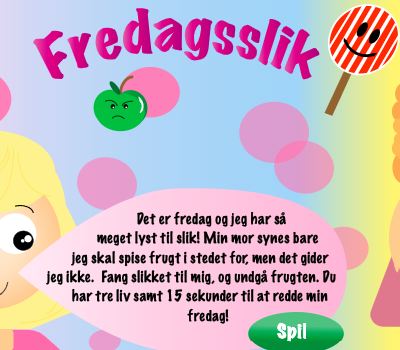 Fredagsslik
Det er fredag og jeg har så
meget lyst til slik! Min mor synes bare
jeg skal spise frugt i stedet for, men det gider
jeg ikke. Fang slikket til mig, og undgå frugten. Du
har tre liv samt 15 sekunder til at redde min
fredag!
Spil